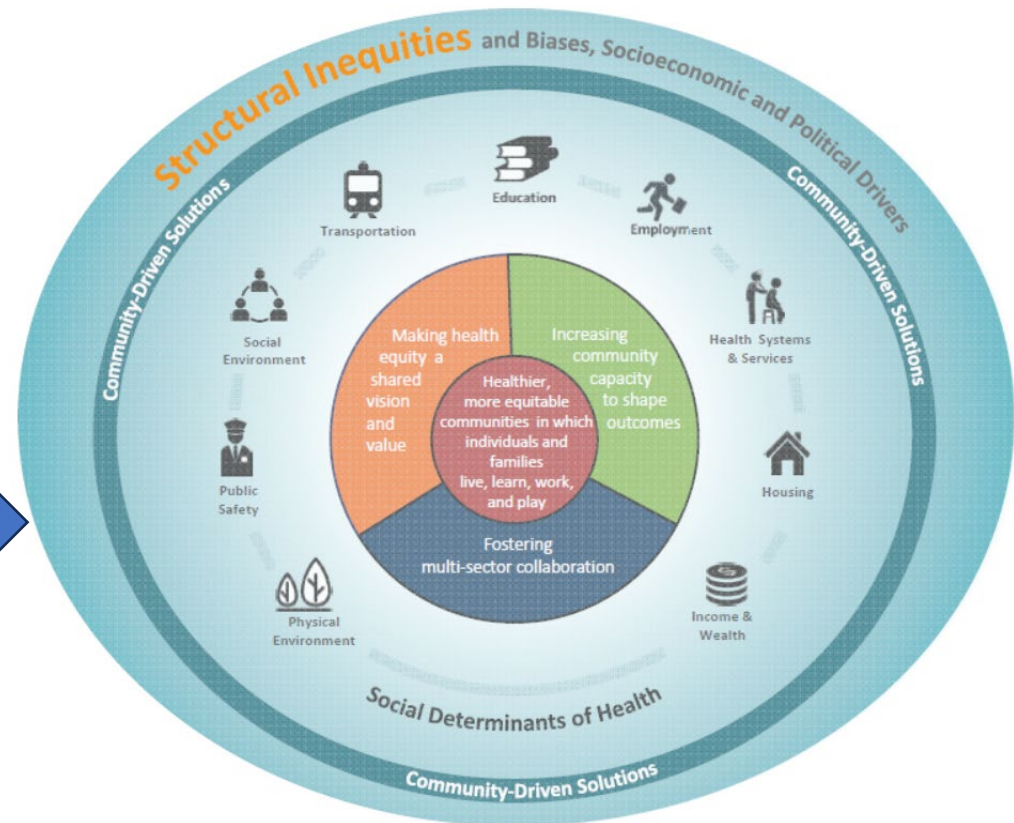 Structural Inequities and Biases, Socioeconomic and Political Drivers
Community-Driven Solutions
Community-Driven Solutions
Education
Transportation
Employment
Social
Environment
Health Systems
& Services
Public
Safety
Housing
Physical
Environment
Income &
Wealth
Making health
equity a
shared
vision
and
value
Increasing
community
capacity
to shape
outcomes
Healthier,
more equitable
communities in which
individuals and
families
live, learn, work,
and play
Fostering
multi-sector collaboration
Social Determinants of Health
Community-Driven Solutions